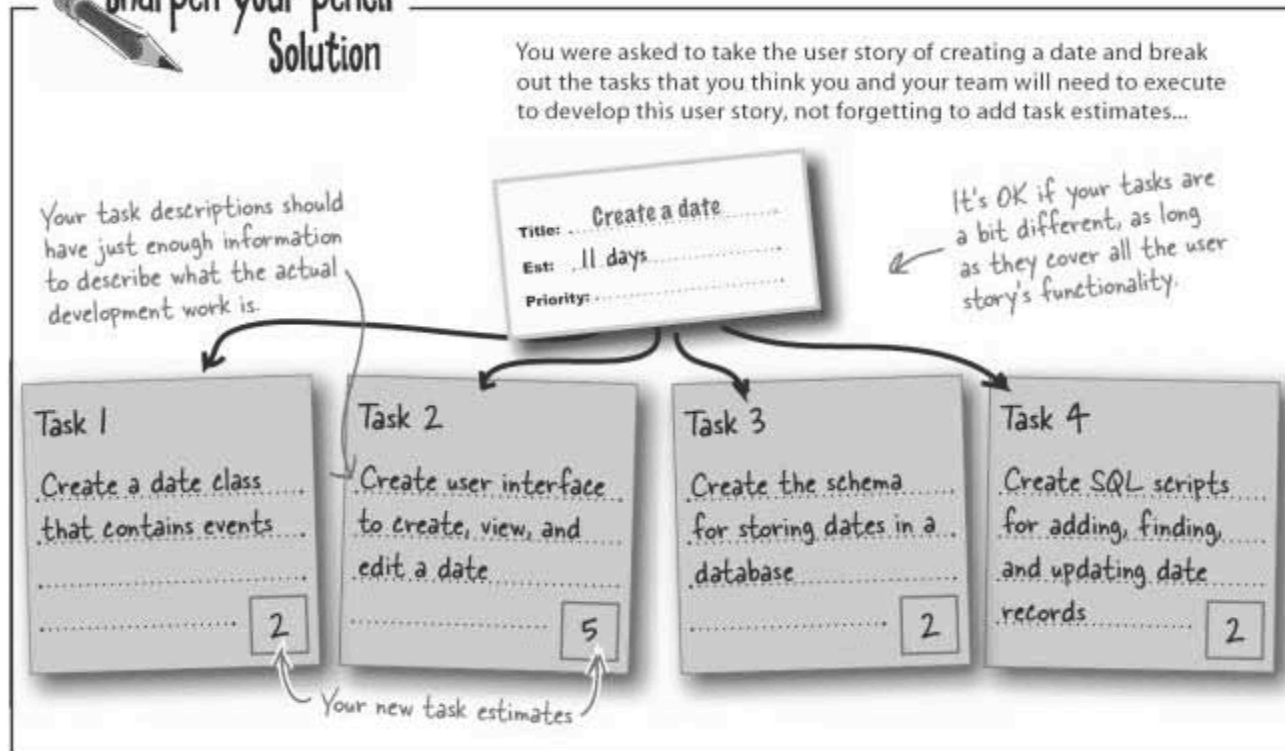 Sharpen your pencil
Solution
You were asked to take the user story of creating a date and break
out the tasks that you think you and your team will need to execute
to develop this user story, not forgetting to add task estimates...
Your task descriptions should
have just enough information
to describe what the actual
development work is.
Title: Create a date
Est: 11 days
Priority:
It's OK if your tasks are
a bit different, as long
as they cover all the user
story's functionality.
Task 1
Create a date class
that contains events
2
Task 2
Create user interface
to create, view, and
edit a date
5
Task 3
Create the schema
for storing dates in a
database
2
Task 4
Create SQL scripts
for adding, finding,
and updating date
records
2
Your new task estimates